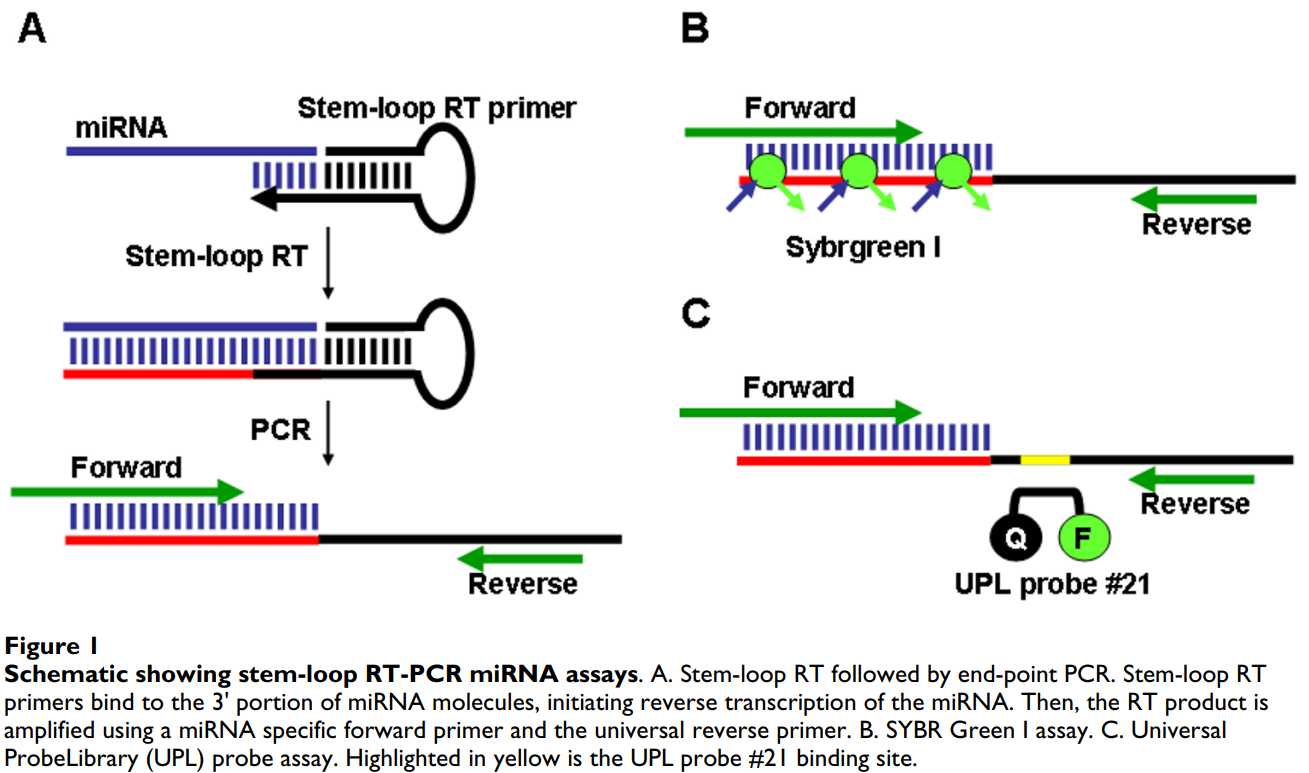 A
Stem-loop RT primer
miRNA
Stem-loop RT
PCR
Forward
Reverse
B
Forward
Reverse
Sybrgreen I
C
Forward
Reverse
Q
F
UPL probe #21
Figure 1
Schematic showing stem-loop RT-PCR miRNA assays. A. Stem-loop RT followed by end-point PCR. Stem-loop RT
primers bind to the 3' portion of miRNA molecules, initiating reverse transcription of the miRNA. Then, the RT product is
amplified using a miRNA specific forward primer and the universal reverse primer. B. SYBR Green I assay. C. Universal
ProbeLibrary (UPL) probe assay. Highlighted in yellow is the UPL probe #21 binding site.